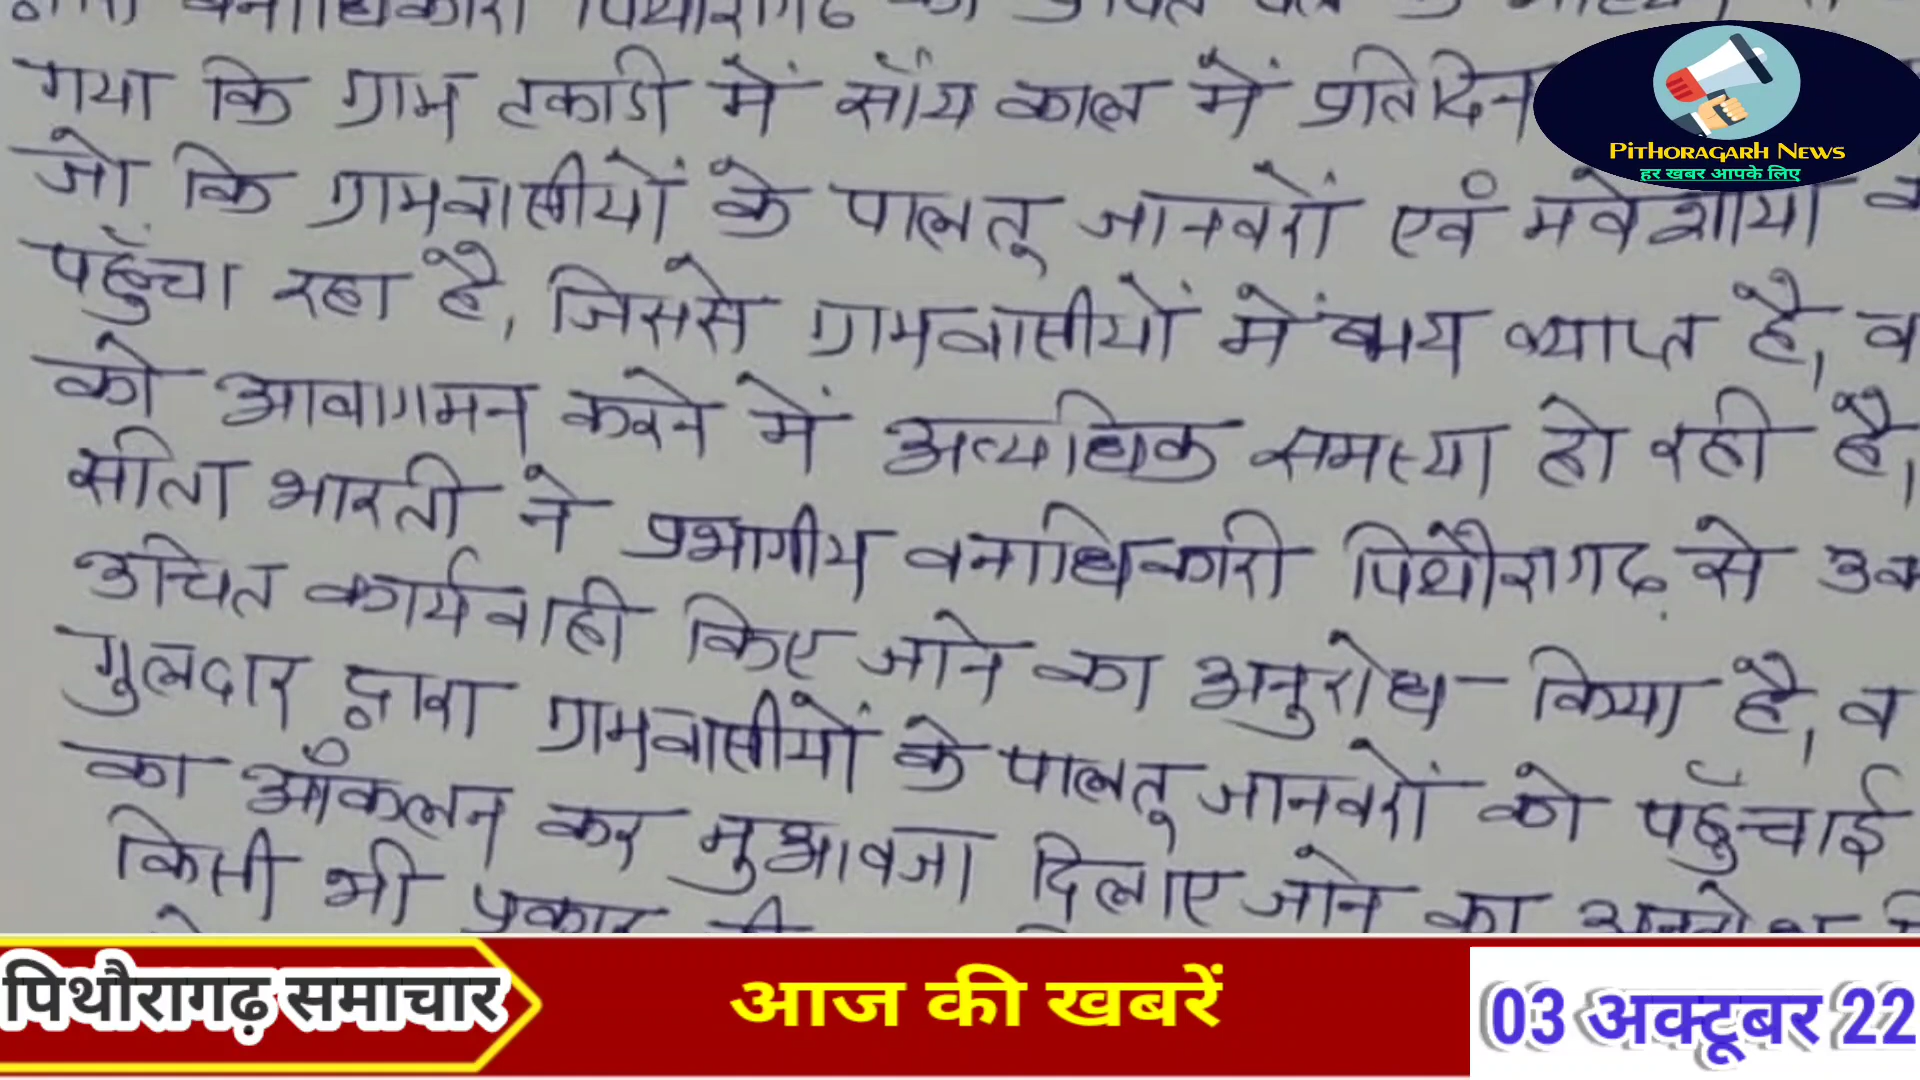 वनाधिकारी पिथौरागढ को
गया कि ग्राम टकाडी में साँय काल में प्रतिदिन
जो कि ग्रामवासीयों के पालतू जानवरों एवं मवेशीयों
पहुँचा रहा है, जिससे ग्रामवासीयों में भय व्याप्त है, व
को आवागमन करने में अत्याधिक समस्या हो रही है,
सीता भारती ने प्रभागीय वनाधिकारी पिथौरागढ़ से
उचित कार्यवाही किए जाने का अनुरोध किया है, व
गुलदार द्वारा ग्रामवासीयों के पालतू जानवरों को पहुँचाई
का आँकलन कर मुआवजा दिलाए जाने का
किसी भी प्रकार की
PITHORAGARH NEWS
हर खबर आपके लिए
पिथौरागढ़ समाचार
आज की खबरें
03 अक्टूबर 22